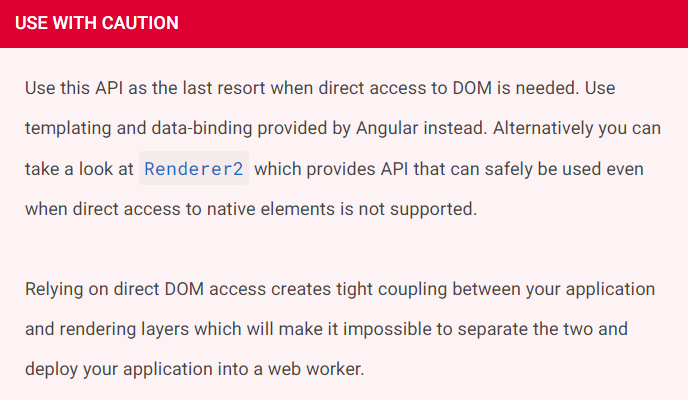 USE WITH CAUTION
Use this API as the last resort when direct access to DOM is needed. Use
templating and data-binding provided by Angular instead. Alternatively you can
take a look at Renderer2 which provides API that can safely be used even
when direct access to native elements is not supported.
Relying on direct DOM access creates tight coupling between your application
and rendering layers which will make it impossible to separate the two and
deploy your application into a web worker.